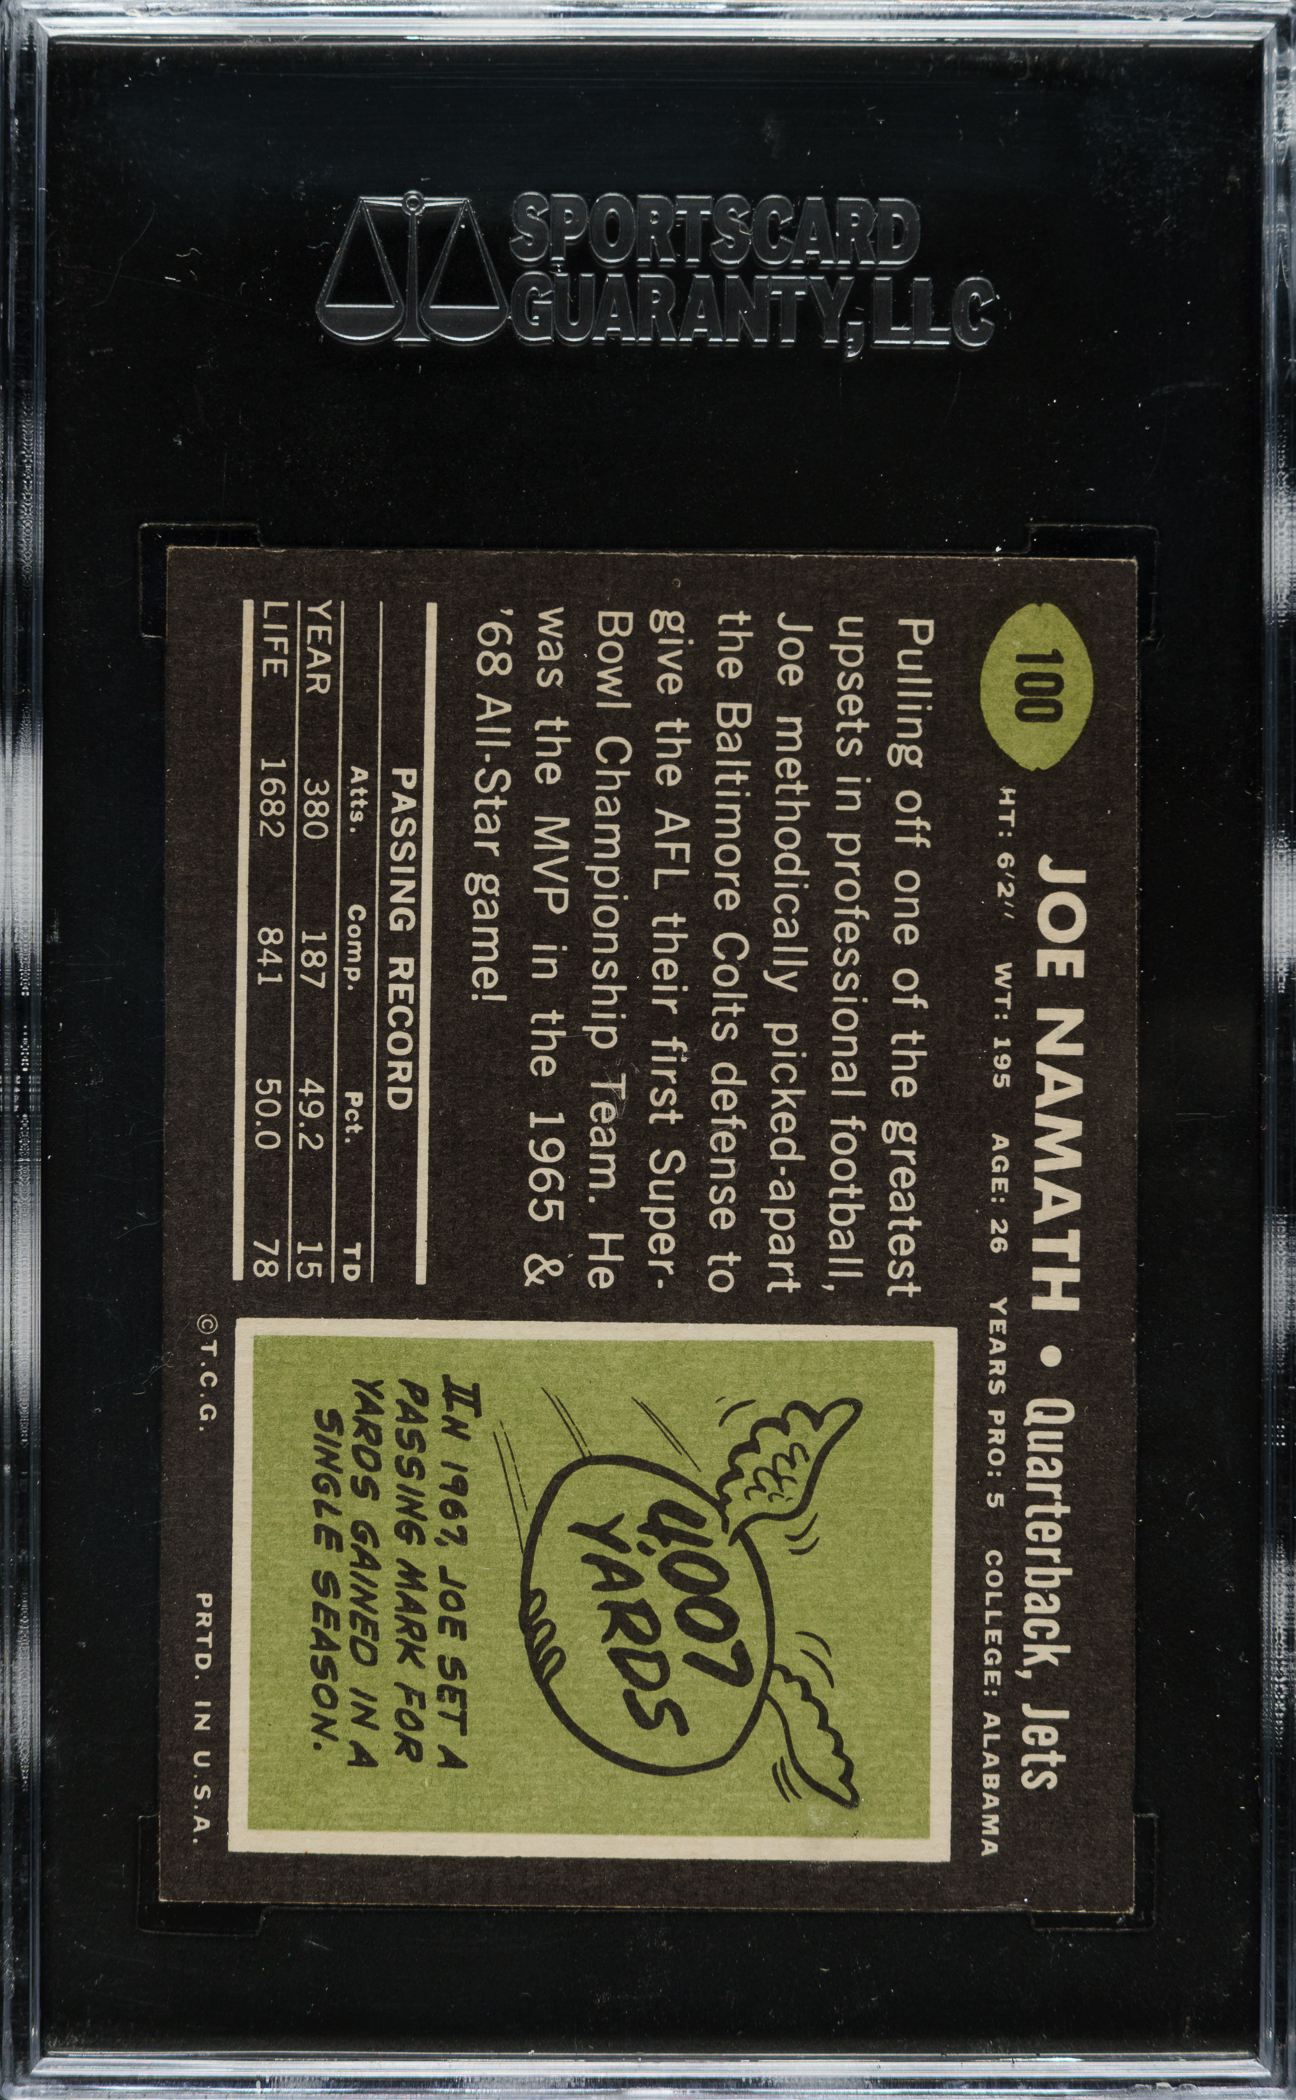 SPORTSCARD
GUARANTY, LLC
100
JOE NAMATH • Quarterback, Jets
HT: 6'2" WT: 195 AGE: 26 YEARS PRO: 5 COLLEGE: ALABAMA
Pulling off one of the greatest
upsets in professional football,
Joe methodically picked-apart
the Baltimore Colts defense to
give the AFL their first Super-
Bowl Championship Team. He
was the MVP in the 1965 &
'68 All-Star game!
PASSING RECORD
Atts. Comp. Pct. TD
YEAR 380 187 49.2 15
LIFE 1682 841 50.0 78
4,007
YARDS
IN 1967, JOE SET A
PASSING MARK FOR
YARDS GAINED IN A
SINGLE SEASON.
©T.C.G. PRTD. IN U.S.A.